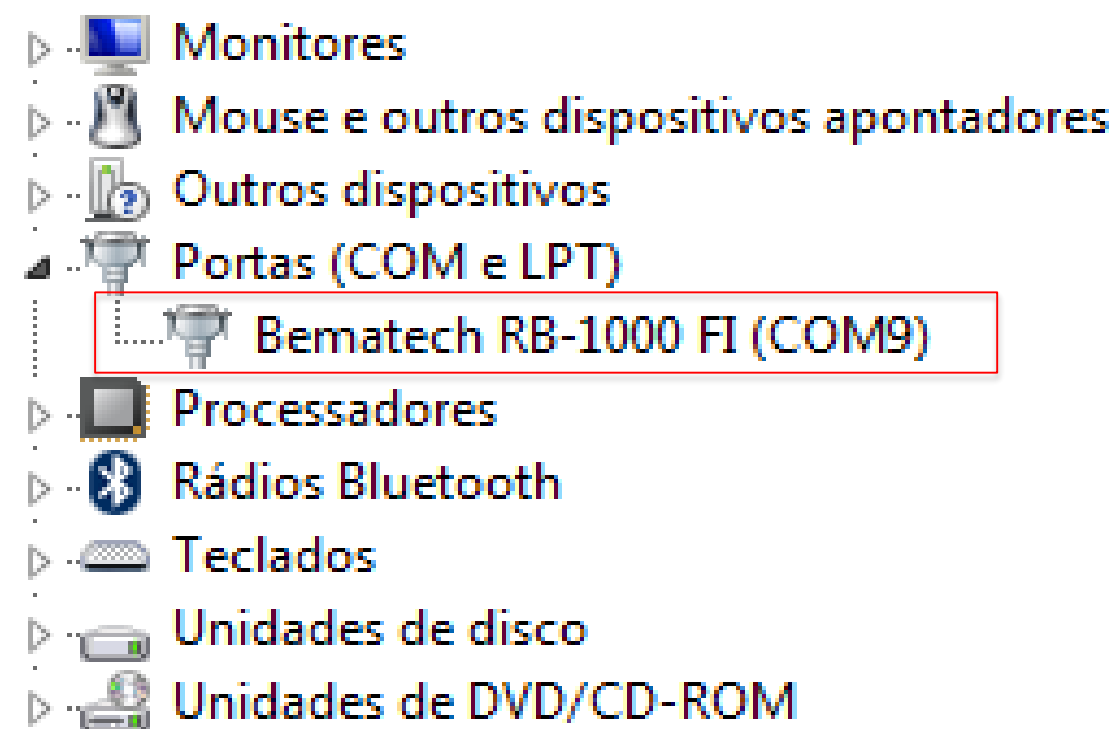 Monitores
Mouse e outros dispositivos apontadores
Outros dispositivos
Portas (COM e LPT)
Bematech RB-1000 FI (COM9)
Processadores
Rádios Bluetooth
Teclados
Unidades de disco
Unidades de DVD/CD-ROM